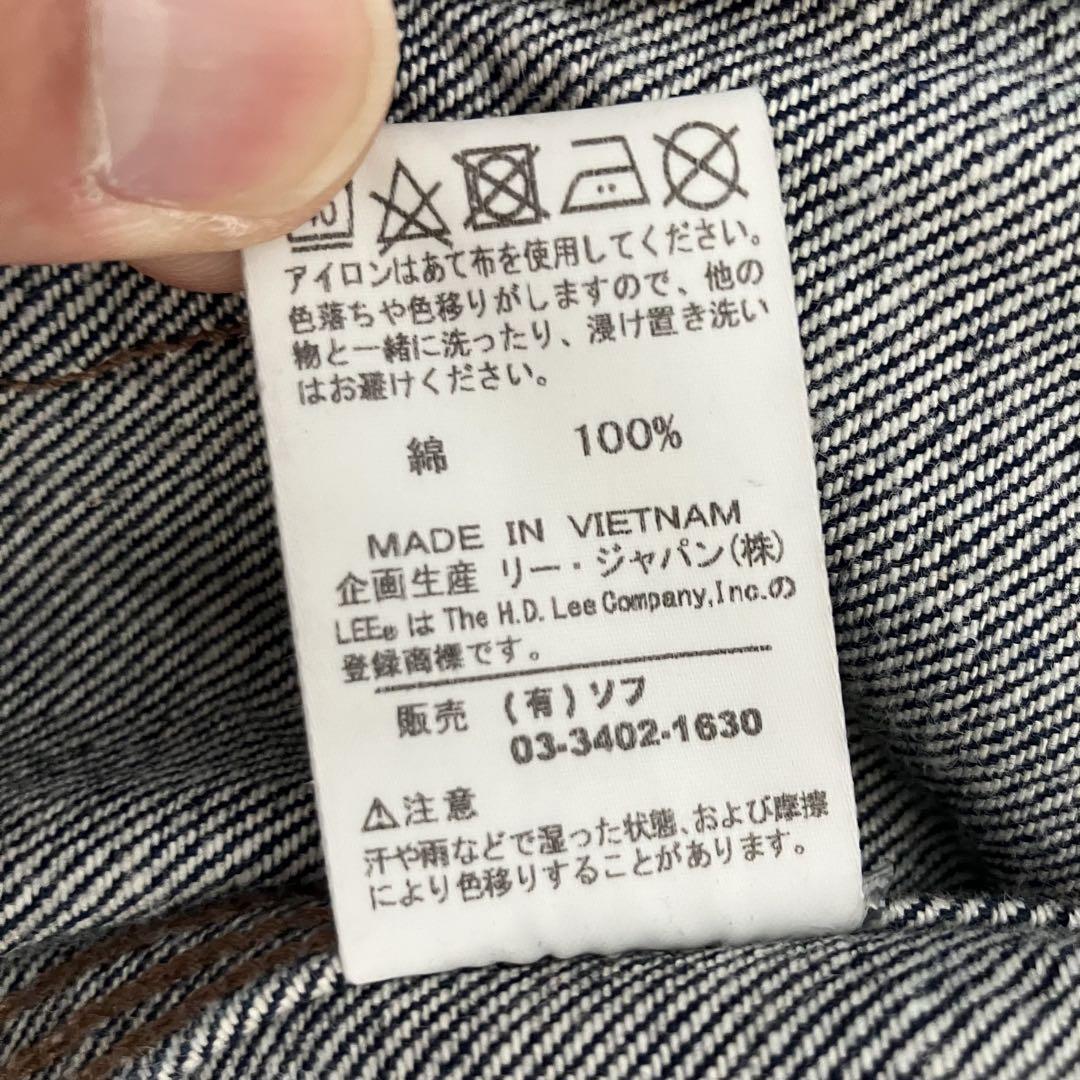 アイロンはあて布を使用してください。
色落ちや色移りがしますので、他の
物と一緒に洗ったり、浸け置き洗い
はお避けください。
綿 100%
MADE IN VIETNAM
企画生産 リー・ジャパン(株)
LEE® は The H.D. Lee Company,Inc.の
登録商標です。
販売 (有)ソフ
03-3402-1630
⚠注意
汗や雨などで湿った状態、および摩擦
により色移りすることがあります。